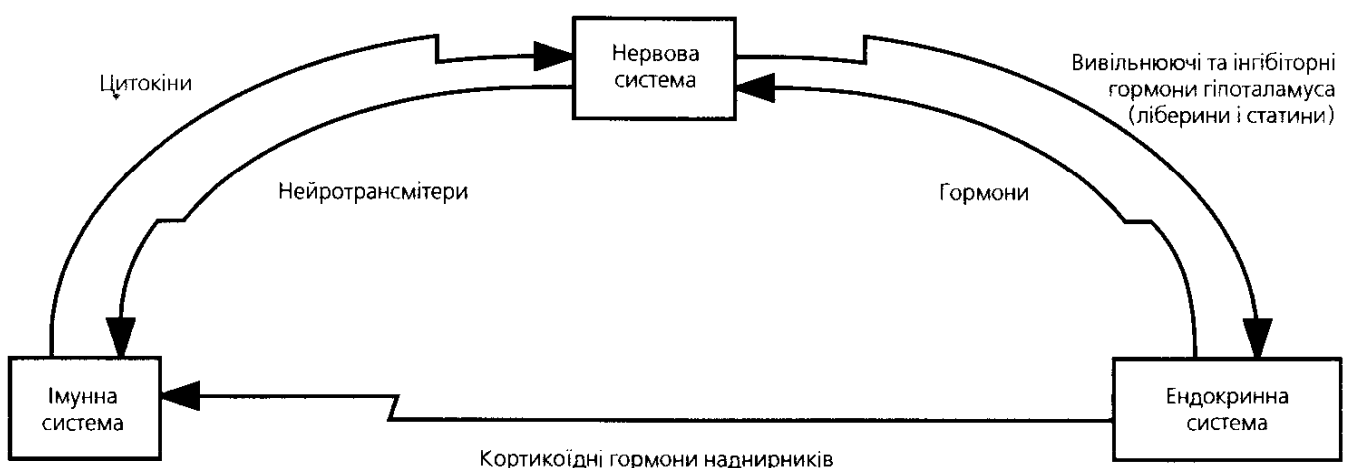 Нервова
система
Цитокіни
Вивільнюючі та інгібіторні
гормони гіпоталамуса
(ліберини і статини)
Нейротрансмітери
Гормони
Імунна
система
Ендокринна
система
Кортикоїдні гормони наднирників